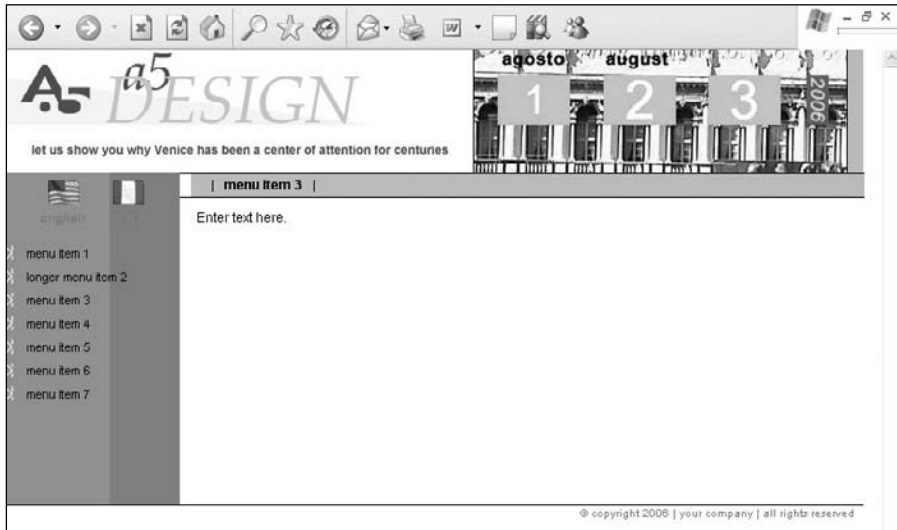 agosto august
A5 a5
DESIGN
1 2 3 2006
let us show you why Venice has been a center of attention for centuries
| menu item 3 |
english
Enter text here.
menu item 1
longer menu item 2
menu item 3
menu item 4
menu item 5
menu item 6
menu item 7
© copyright 2006 | your company | all rights reserved